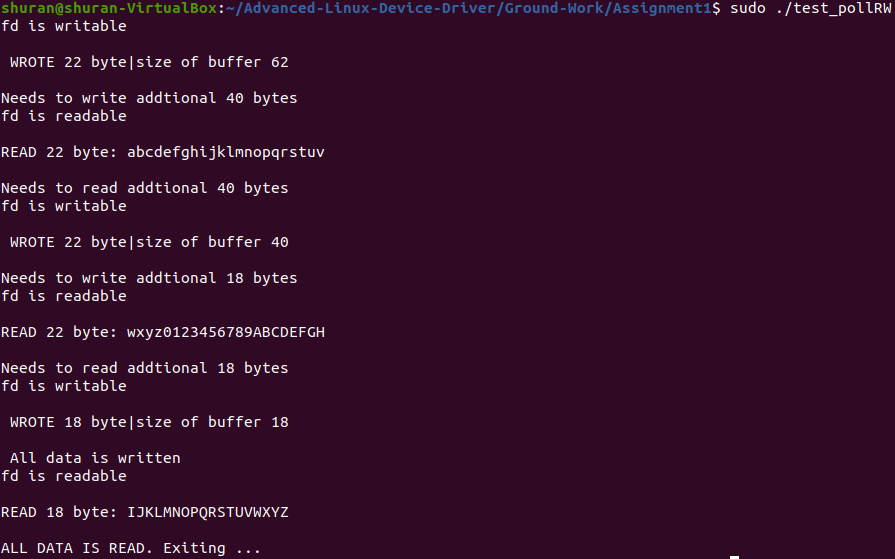 shuran@shuran-VirtualBox:~/Advanced-Linux-Device-Driver/Ground-Work/Assignment1$ sudo ./test_pollRW
fd is writable
WROTE 22 byte|size of buffer 62
Needs to write addtional 40 bytes
fd is readable
READ 22 byte: abcdefghijklmnopqrstuv
Needs to read addtional 40 bytes
fd is writable
WROTE 22 byte|size of buffer 40
Needs to write addtional 18 bytes
fd is readable
READ 22 byte: wxyz0123456789ABCDEFGH
Needs to read addtional 18 bytes
fd is writable
WROTE 18 byte|size of buffer 18
All data is written
fd is readable
READ 18 byte: IJKLMNOPQRSTUVWXYZ
ALL DATA IS READ. Exiting ...